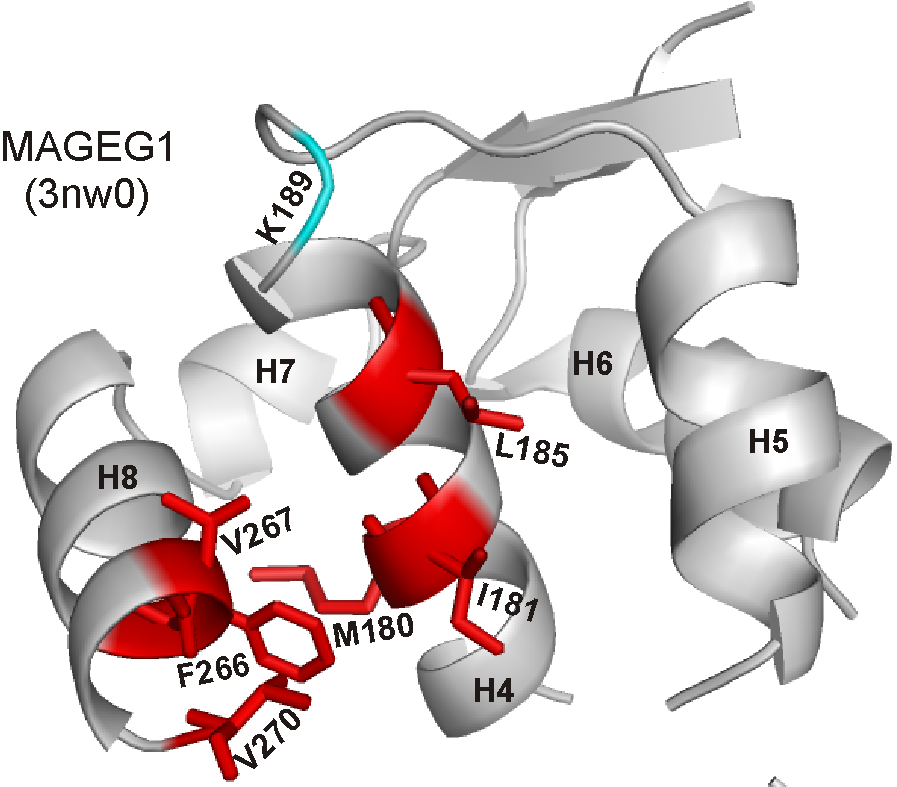 MAGEG1
(3nw0)
K189
H7
H6
H5
L185
H8
V267
I181
M180
F266
H4
V270